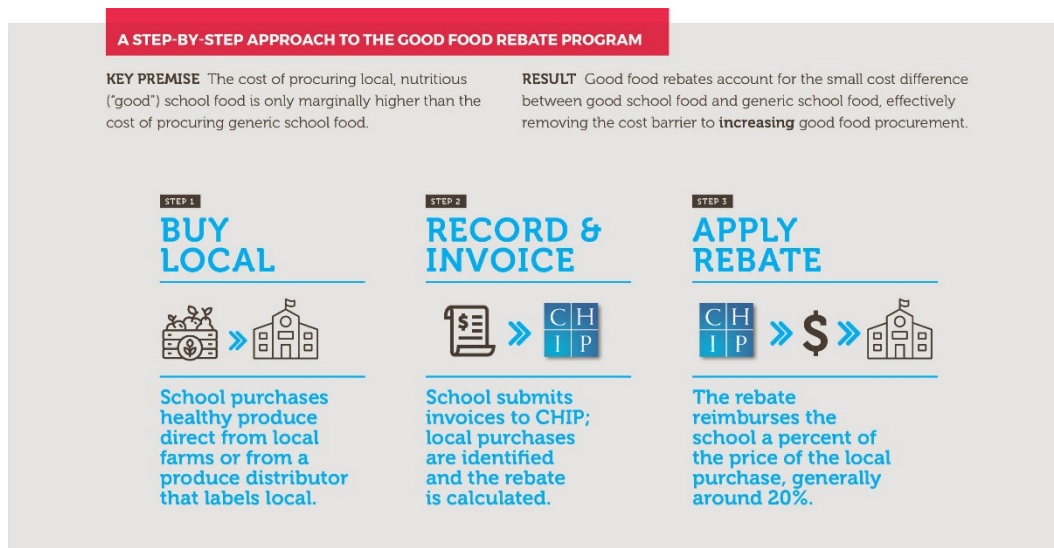 A STEP-BY-STEP APPROACH TO THE GOOD FOOD REBATE PROGRAM
KEY PREMISE The cost of procuring local, nutritious
("good") school food is only marginally higher than the
cost of procuring generic school food.
RESULT Good food rebates account for the small cost difference
between good school food and generic school food, effectively
removing the cost barrier to increasing good food procurement.
STEP 1
BUY
LOCAL
School purchases
healthy produce
direct from local
farms or from a
produce distributor
that labels local.
STEP 2
RECORD &
INVOICE
$
C H
I P
School submits
invoices to CHIP;
local purchases
are identified
and the rebate
is calculated.
STEP 3
APPLY
REBATE
C H
I P
$
The rebate
reimburses the
school a percent of
the price of the local
purchase, generally
around 20%.